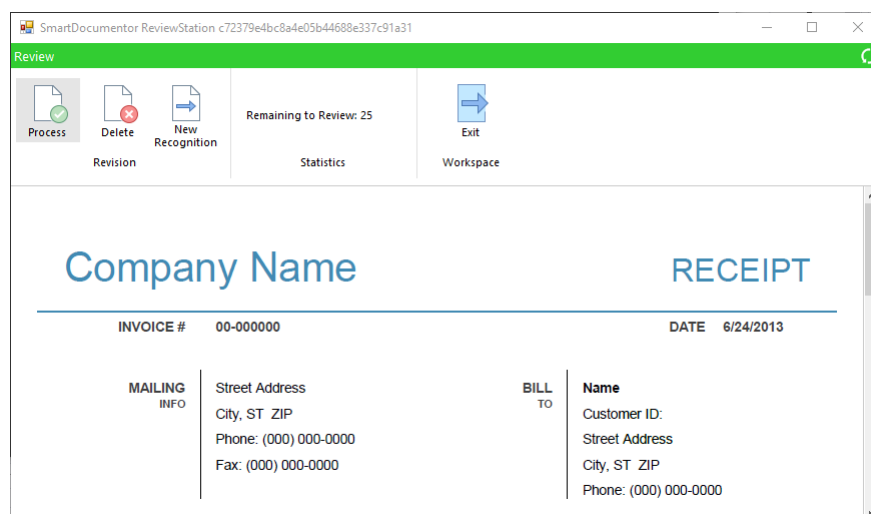 SmartDocumentor ReviewStation c72379e4bc8a4e05b44688e337c91a31
Review
Process
Delete
New
Recognition
Revision
Remaining to Review: 25
Statistics
Exit
Workspace
Company Name
RECEIPT
INVOICE # 00-000000
DATE 6/24/2013
MAILING
INFO
Street Address
City, ST ZIP
Phone: (000) 000-0000
Fax: (000) 000-0000
BILL
TO
Name
Customer ID:
Street Address
City, ST ZIP
Phone: (000) 000-0000